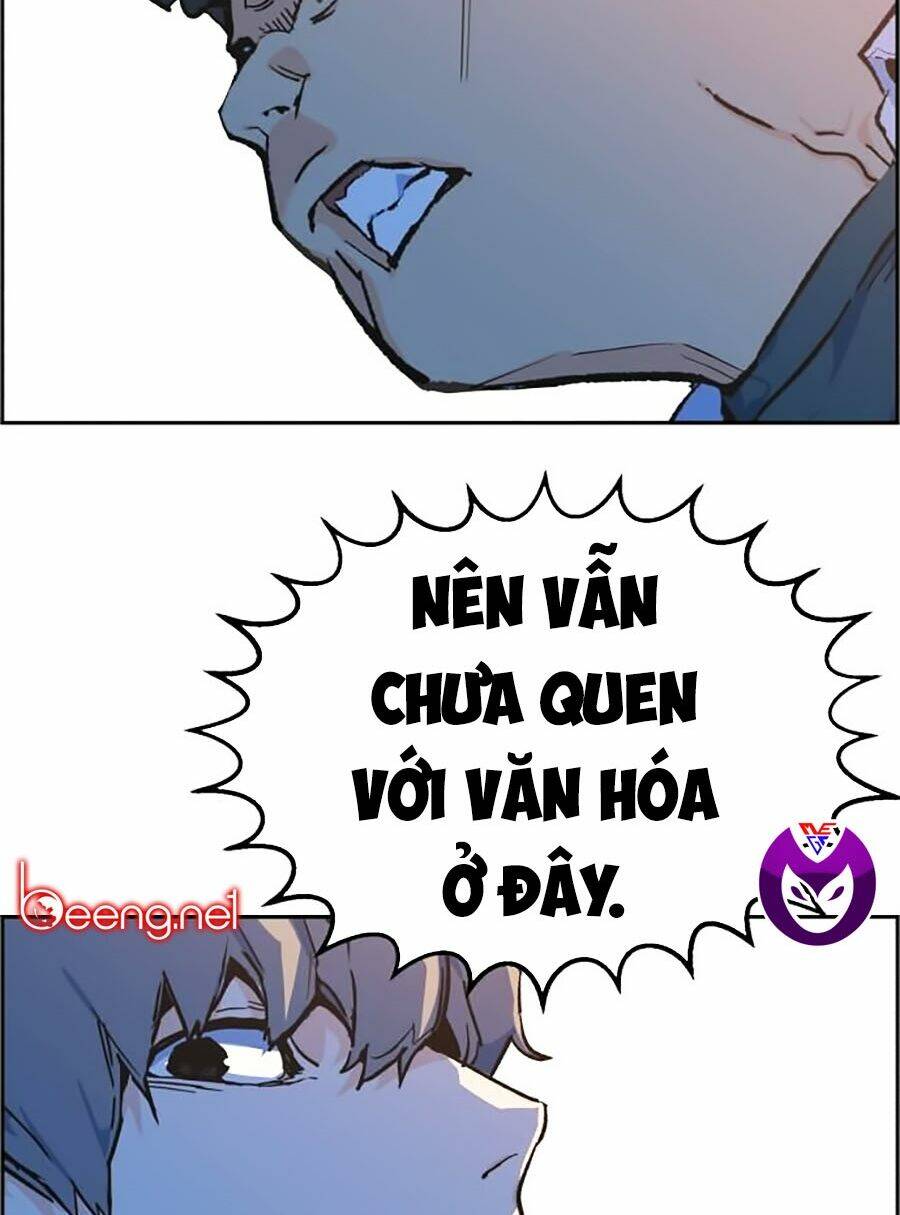 NÊN VẪN
CHƯA QUEN
VỚI VĂN HÓA
Ở ĐÂY.
beeng.net